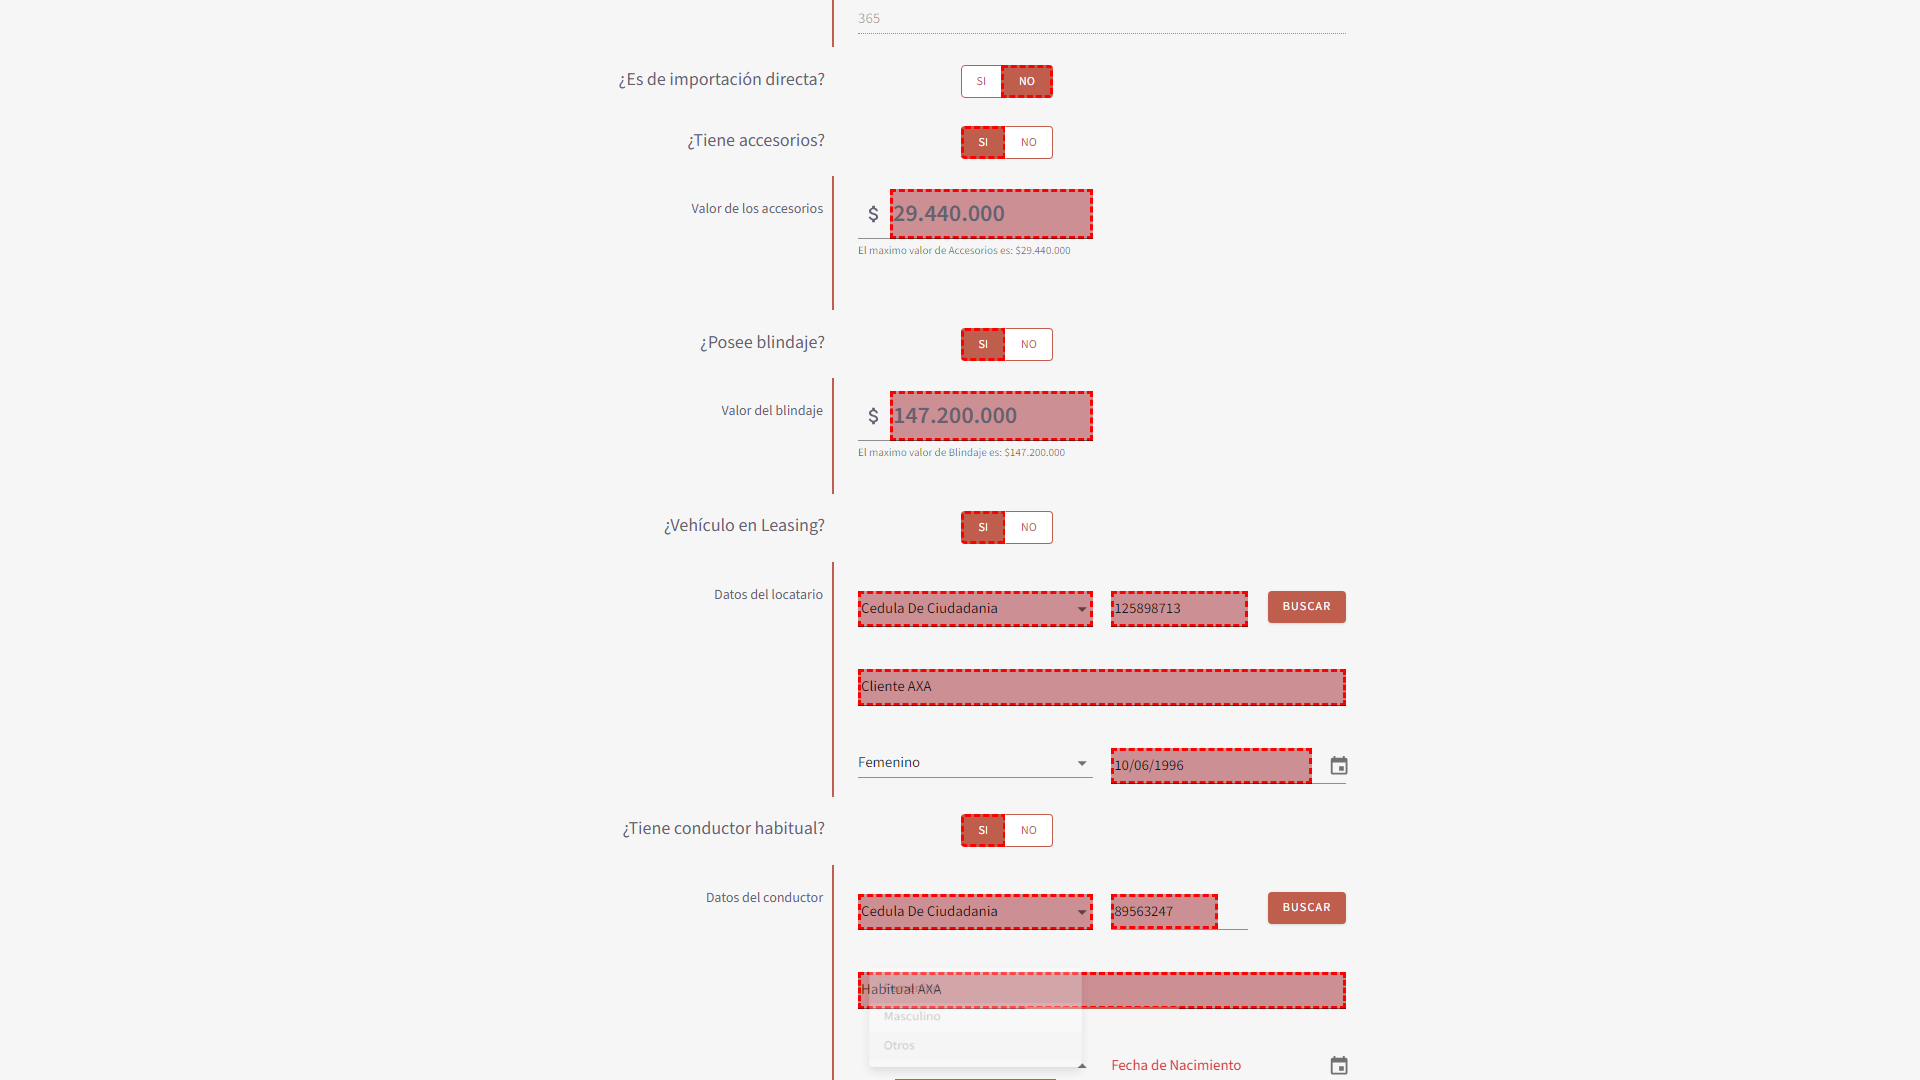 365
¿Es de importación directa?
SI NO
¿Tiene accesorios?
SI NO
Valor de los accesorios
$ 29.440.000
El maximo valor de Accesorios es: $29.440.000
¿Posee blindaje?
SI NO
Valor del blindaje
$ 147.200.000
El maximo valor de Blindaje es: $147.200.000
¿Vehículo en Leasing?
SI NO
Datos del locatario
Cedula De Ciudadania 125898713 BUSCAR
Cliente AXA
Femenino 10/06/1996
¿Tiene conductor habitual?
SI NO
Datos del conductor
Cedula De Ciudadania 89563247 BUSCAR
Habitual AXA
Masculino
Otros
Fecha de Nacimiento